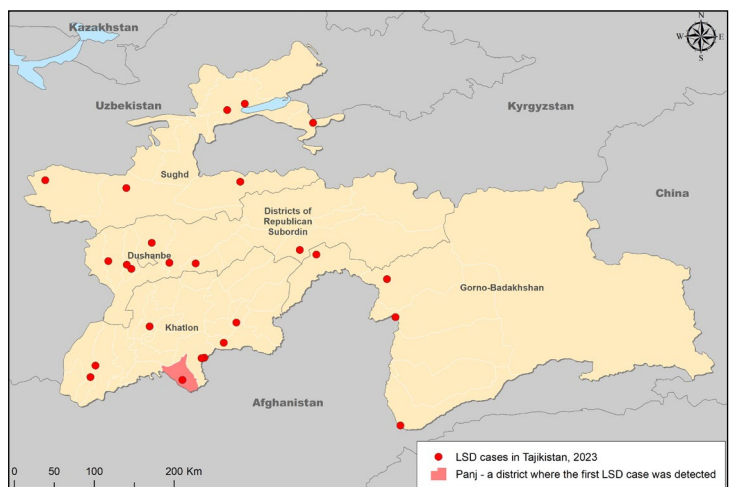 Kazakhstan
N
W E
S
Uzbekistan
Kyrgyzstan
Sughd
China
Districts of
Republican
Subordin
Dushanbe
Gorno-Badakhshan
Khatlon
Afghanistan
LSD cases in Tajikistan, 2023
Panj - a district where the first LSD case was detected
0 50 100 200 Km